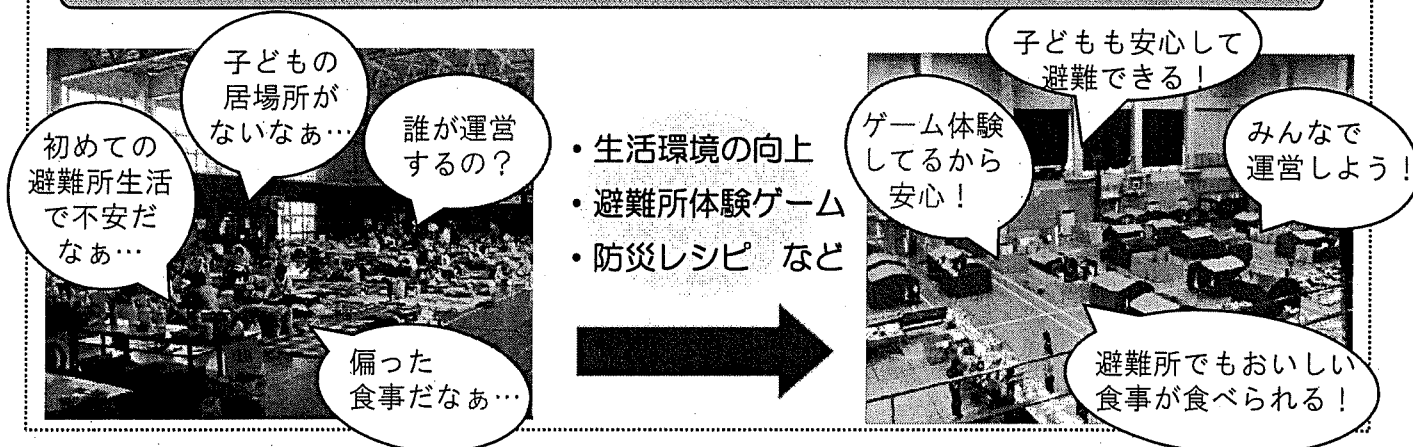 子どもの
居場所が
ないなぁ…
誰が運営
するの？
初めての
避難所生活
で不安だ
なぁ…
偏った
食事だなぁ…
・生活環境の向上
・避難所体験ゲーム
・防災レシピ　など
子どもも安心して
避難できる！
ゲーム体験
してるから
安心！
みんなで
運営しよう！
避難所でもおいしい
食事が食べられる！